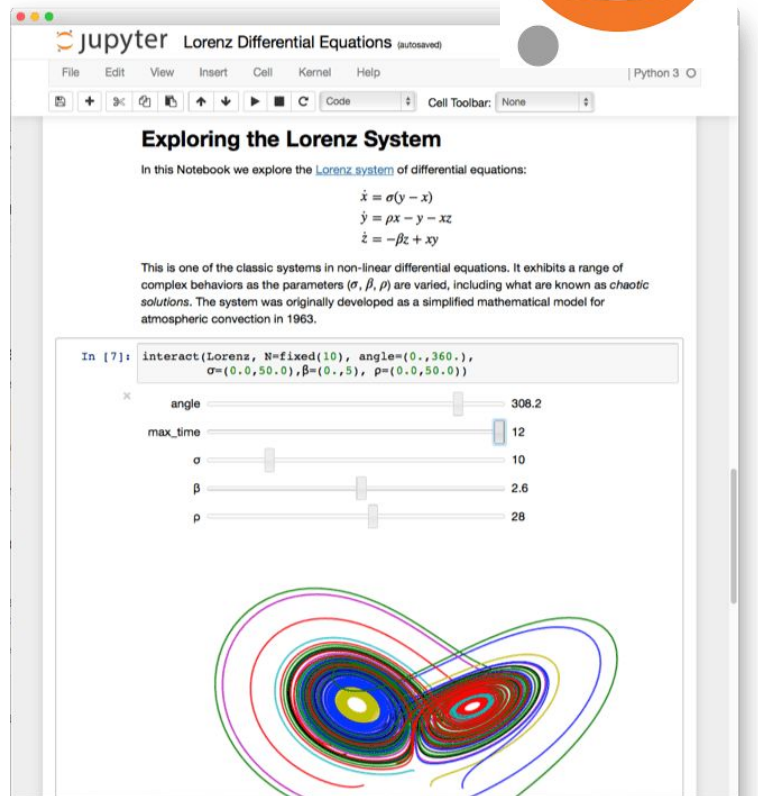 jupyter Lorenz Differential Equations (autosaved)
File Edit View Insert Cell Kernel Help Python 3
Code Cell Toolbar: None
Exploring the Lorenz System
In this Notebook we explore the Lorenz system of differential equations:
ẋ = σ(y − x)
ẏ = ρx − y − xz
ż = −βz + xy
This is one of the classic systems in non-linear differential equations. It exhibits a range of
complex behaviors as the parameters (σ, β, ρ) are varied, including what are known as chaotic
solutions. The system was originally developed as a simplified mathematical model for
atmospheric convection in 1963.
In [7]: interact(Lorenz, N=fixed(10), angle=(0.,360.),
σ=(0.0,50.0),β=(0.,5), ρ=(0.0,50.0))
angle 308.2
max_time 12
σ 10
β 2.6
ρ 28